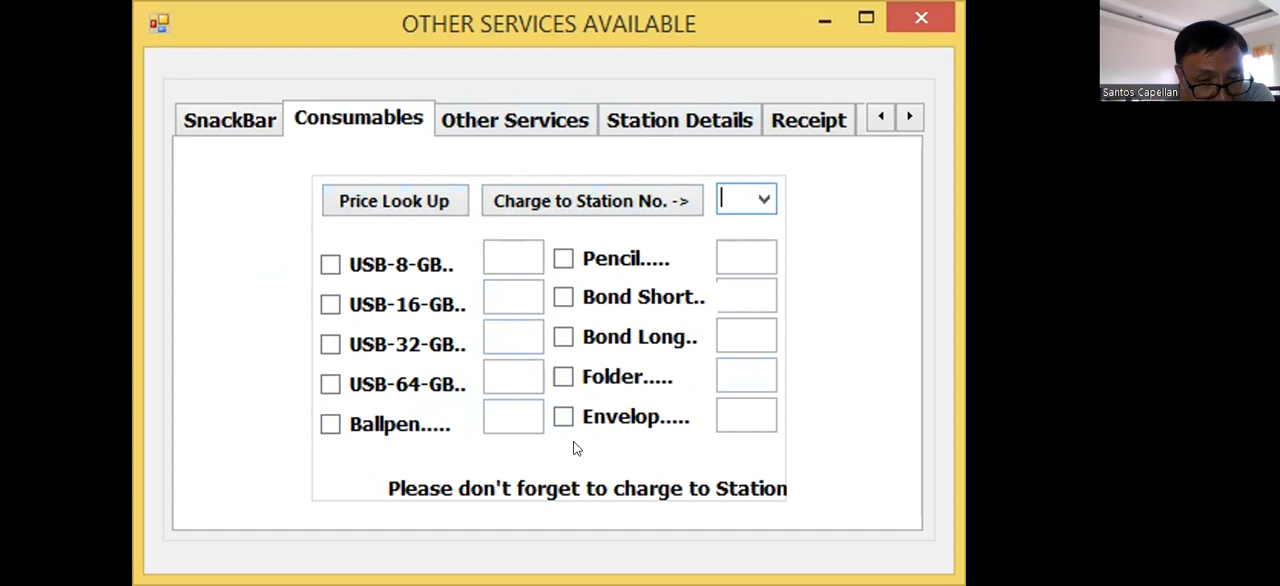 OTHER SERVICES AVAILABLE
Santos Capellan
SnackBar Consumables Other Services Station Details Receipt
Price Look Up Charge to Station No. ->
USB-8-GB.. Pencil.....
USB-16-GB.. Bond Short..
USB-32-GB.. Bond Long..
USB-64-GB.. Folder.....
Ballpen..... Envelop.....
Please don't forget to charge to Station